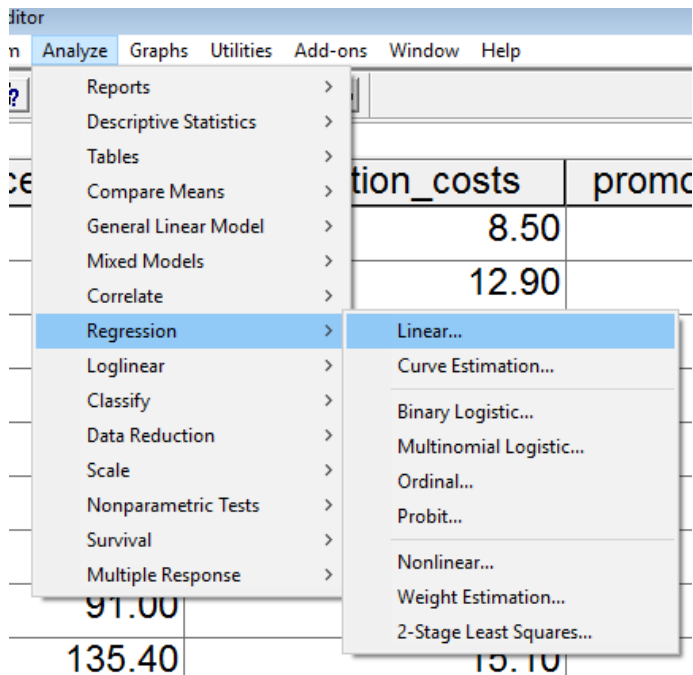 ditor
m Analyze Graphs Utilities Add-ons Window Help
Reports
Descriptive Statistics
Tables
Compare Means
General Linear Model
Mixed Models
Correlate
Regression
Loglinear
Classify
Data Reduction
Scale
Nonparametric Tests
Survival
Multiple Response
Linear...
Curve Estimation...
Binary Logistic...
Multinomial Logistic...
Ordinal...
Probit...
Nonlinear...
Weight Estimation...
2-Stage Least Squares...
ce tion_costs promo
8.50
12.90
91.00
135.40 15.10